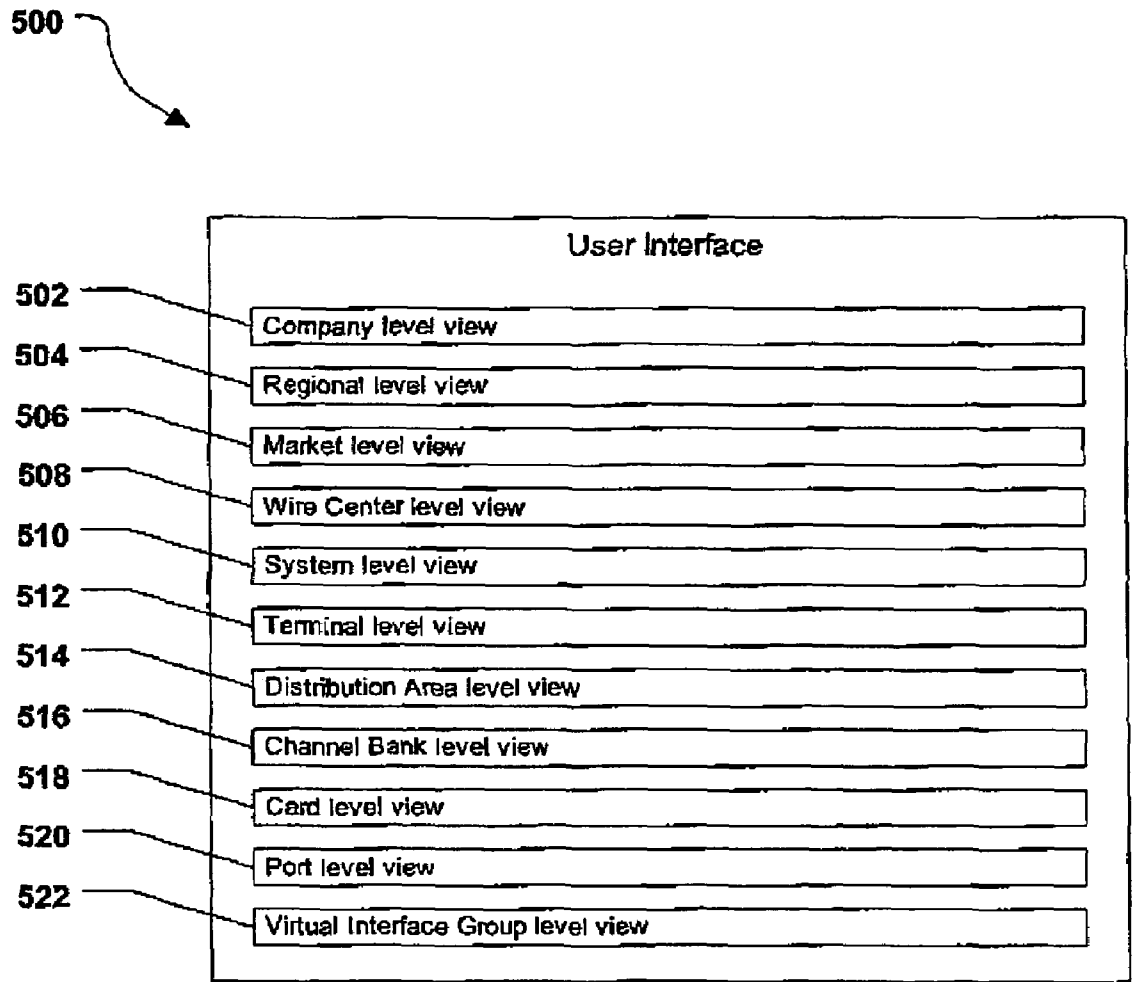 500
User Interface
502
Company level view
504
Regional level view
506
Market level view
508
Wire Center level view
510
System level view
512
Terminal level view
514
Distribution Area level view
516
Channel Bank level view
518
Card level view
520
Port level view
522
Virtual Interface Group level view